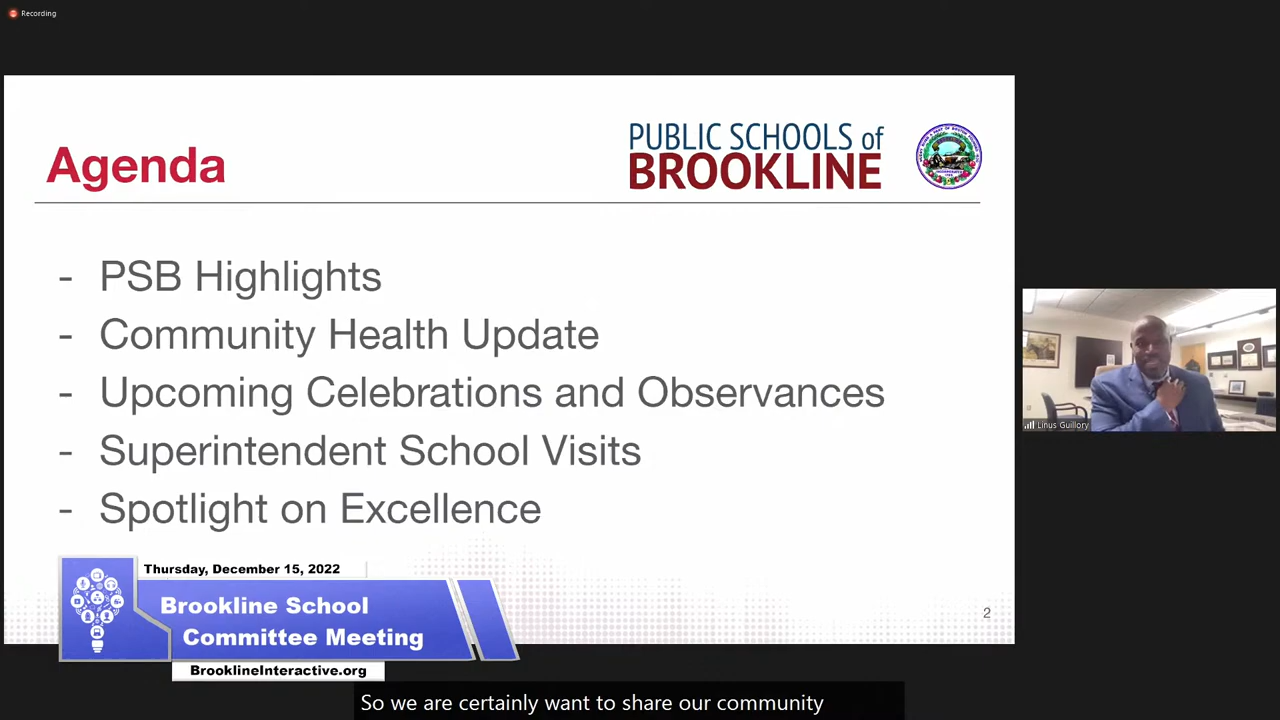 Recording
Agenda
PUBLIC SCHOOLS of
BROOKLINE
- PSB Highlights
- Community Health Update
- Upcoming Celebrations and Observances
- Superintendent School Visits
- Spotlight on Excellence
2
Linus Guillory
Thursday, December 15, 2022
Brookline School
Committee Meeting
BrooklineInteractive.org
So we are certainly want to share our community